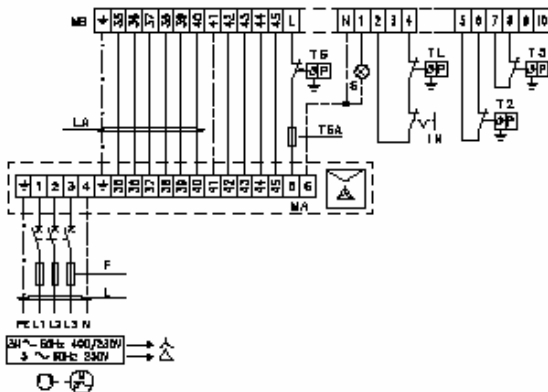 MB 35 36 37 38 39 40 41 42 43 44 45 L N 1 2 3 4 5 6 7 8 9 10
TS TL T3
S
LA T6A IN T2
1 2 3 4 35 36 37 38 39 40 41 42 43 44 45 6
MA
F
L
PE L1 L2 L3 N
3N ~ 50Hz 400/230V
3 ~ 50Hz 230V
M